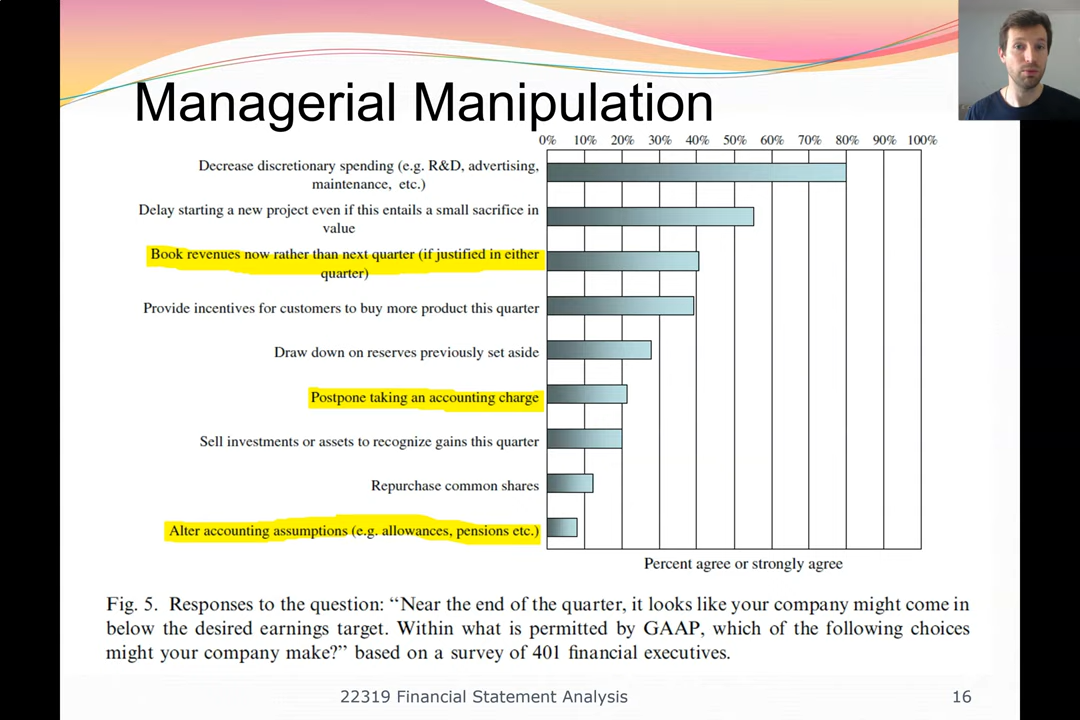 Managerial Manipulation
0% 10% 20% 30% 40% 50% 60% 70% 80% 90% 100%
Decrease discretionary spending (e.g. R&D, advertising,
maintenance, etc.)
Delay starting a new project even if this entails a small sacrifice in
value
Book revenues now rather than next quarter (if justified in either
quarter)
Provide incentives for customers to buy more product this quarter
Draw down on reserves previously set aside
Postpone taking an accounting charge
Sell investments or assets to recognize gains this quarter
Repurchase common shares
Alter accounting assumptions (e.g. allowances, pensions etc.)
Percent agree or strongly agree
Fig. 5. Responses to the question: “Near the end of the quarter, it looks like your company might come in
below the desired earnings target. Within what is permitted by GAAP, which of the following choices
might your company make?” based on a survey of 401 financial executives.
22319 Financial Statement Analysis
16